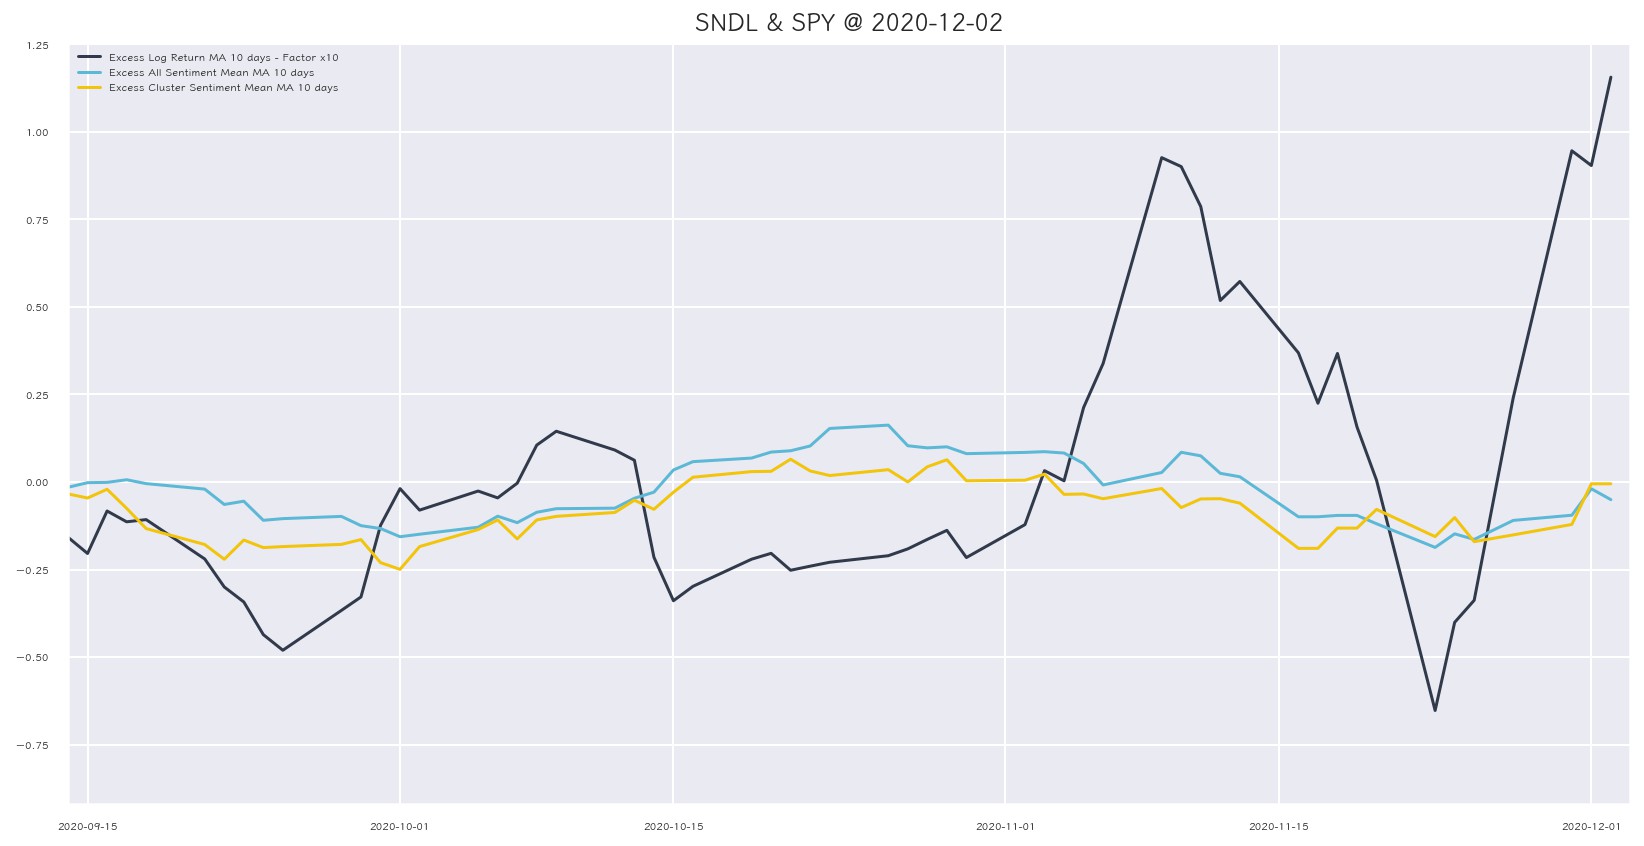 SNDL & SPY @ 2020-12-02
1.25
Excess Log Return MA 10 days - Factor x10
Excess All Sentiment Mean MA 10 days
Excess Cluster Sentiment Mean MA 10 days
1.00
0.75
0.50
0.25
0.00
−0.25
−0.50
−0.75
2020-09-15 2020-10-01 2020-10-15 2020-11-01 2020-11-15 2020-12-01